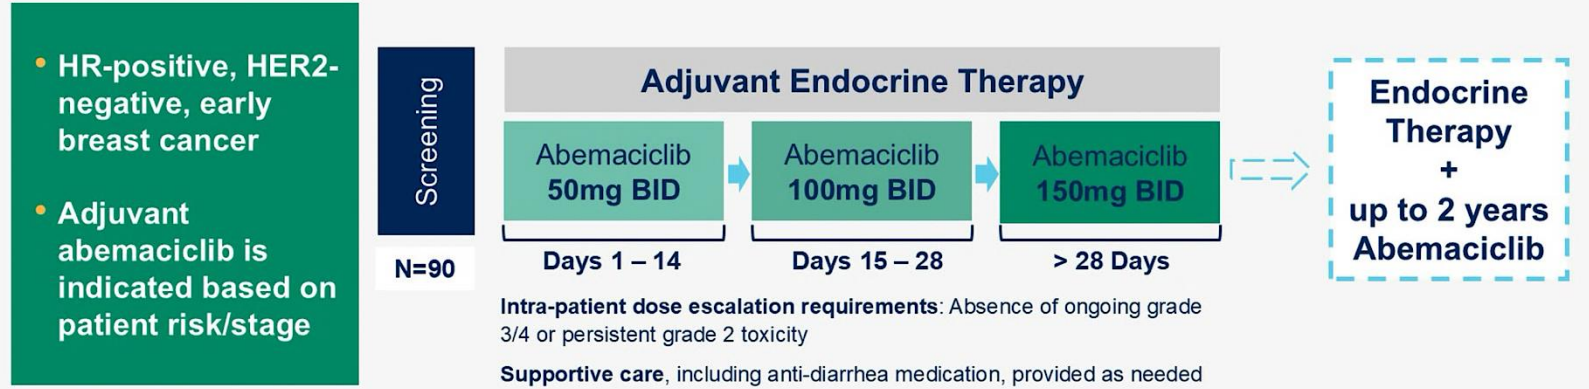 • HR-positive, HER2-
negative, early
breast cancer
• Adjuvant
abemaciclib is
indicated based on
patient risk/stage
Screening
N=90
Adjuvant Endocrine Therapy
Abemaciclib
50mg BID
Abemaciclib
100mg BID
Abemaciclib
150mg BID
Days 1 – 14
Days 15 – 28
> 28 Days
Intra-patient dose escalation requirements: Absence of ongoing grade
3/4 or persistent grade 2 toxicity
Supportive care, including anti-diarrhea medication, provided as needed
Endocrine
Therapy
+
up to 2 years
Abemaciclib